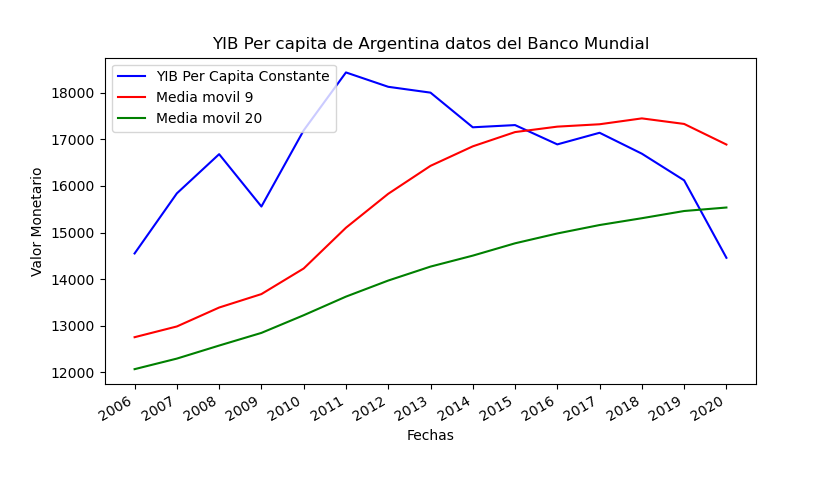 YIB Per capita de Argentina datos del Banco Mundial
YIB Per Capita Constante
Media movil 9
Media movil 20
Valor Monetario
18000
17000
16000
15000
14000
13000
12000
2006 2007 2008 2009 2010 2011 2012 2013 2014 2015 2016 2017 2018 2019 2020
Fechas